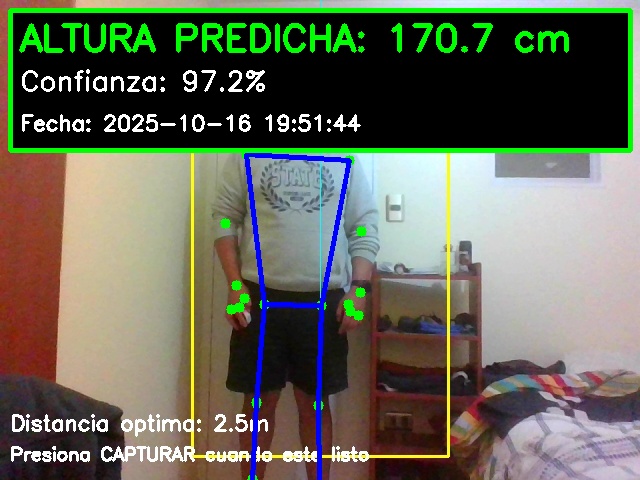 ALTURA PREDICHA: 170.7 cm
Confianza: 97.2%
Fecha: 2025-10-16 19:51:44
STATE
Distancia optima: 2.5m
Presiona CAPTURAR cuando este listo